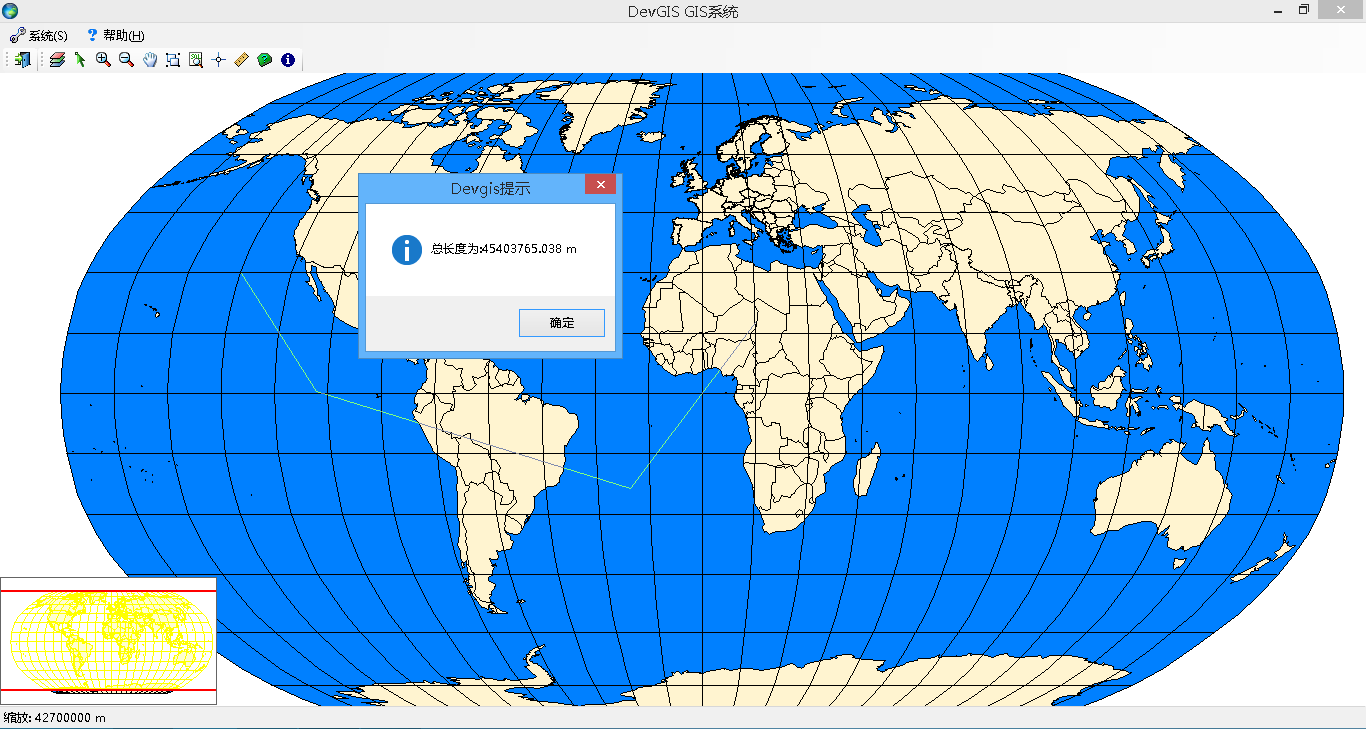 DevGIS GIS系统
系统(S) 帮助(H)
SQL
Devgis提示
总长度为:45403765.038 m
确定
缩放: 42700000 m